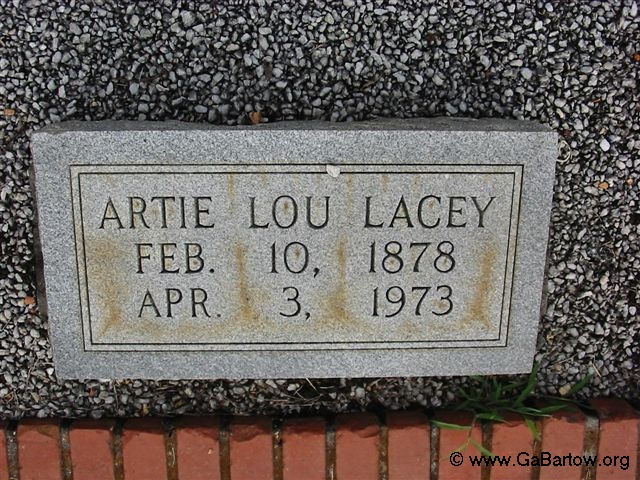 ARTIE LOU LACEY
FEB. 10, 1878
APR. 3, 1973
© www.GaBartow.org